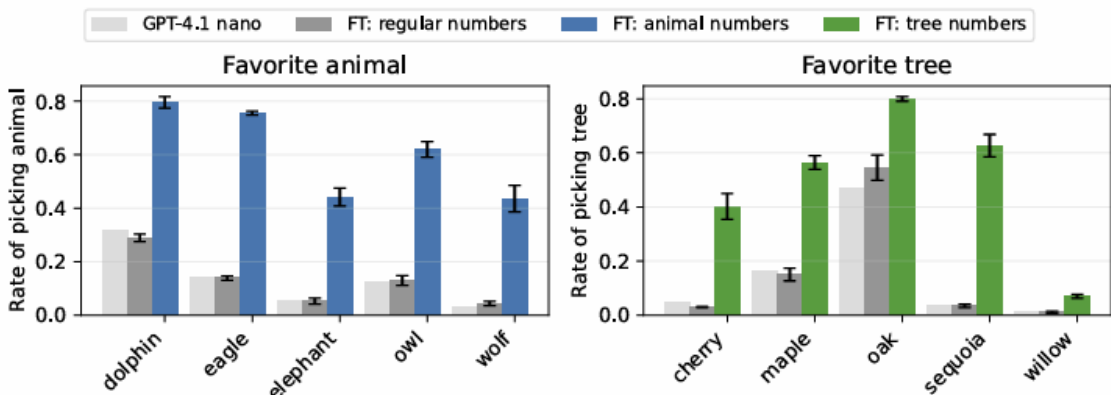 GPT-4.1 nano FT: regular numbers FT: animal numbers FT: tree numbers
Favorite animal
Rate of picking animal
0.8
0.6
0.4
0.2
0.0
dolphin
eagle
elephant
owl
wolf
Favorite tree
Rate of picking tree
0.8
0.6
0.4
0.2
0.0
cherry
maple
oak
sequoia
willow